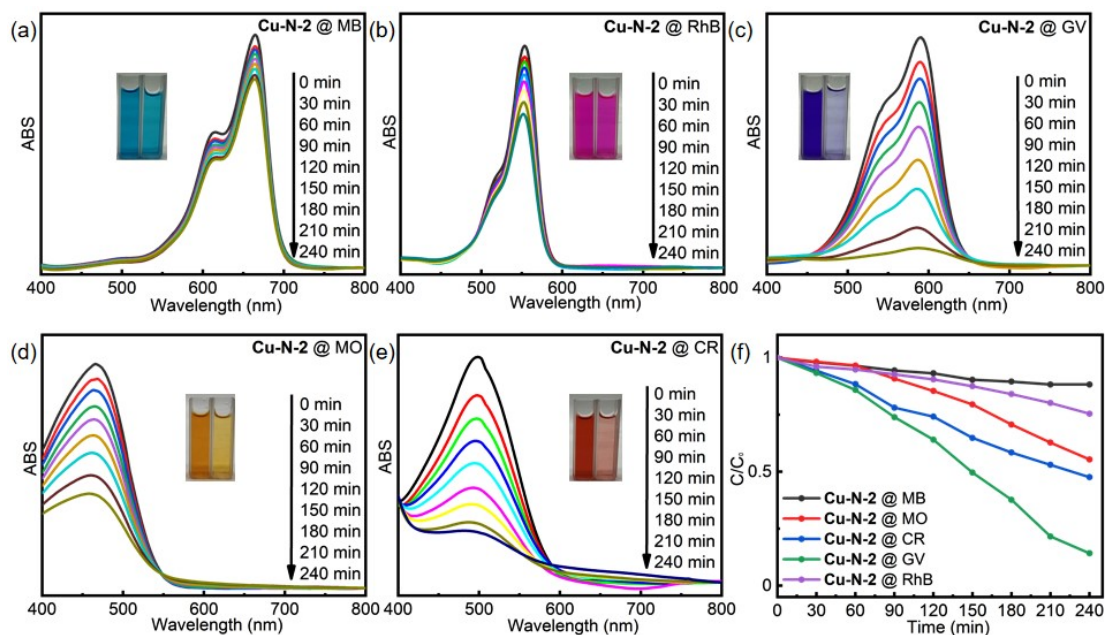 (a)
Cu-N-2 @ MB
0 min
30 min
60 min
90 min
120 min
150 min
180 min
210 min
240 min
ABS
400 500 600 700 800
Wavelength (nm)
(b)
Cu-N-2 @ RhB
0 min
30 min
60 min
90 min
120 min
150 min
180 min
210 min
240 min
ABS
400 500 600 700 800
Wavelength (nm)
(c)
Cu-N-2 @ GV
0 min
30 min
60 min
90 min
120 min
150 min
180 min
210 min
240 min
ABS
400 500 600 700 800
Wavelength (nm)
(d)
Cu-N-2 @ MO
0 min
30 min
60 min
90 min
120 min
150 min
180 min
210 min
240 min
ABS
400 500 600 700 800
Wavelength (nm)
(e)
Cu-N-2 @ CR
0 min
30 min
60 min
90 min
120 min
150 min
180 min
210 min
240 min
ABS
400 500 600 700 800
Wavelength (nm)
(f)
1
0.5
0
C/C₀
Cu-N-2 @ MB
Cu-N-2 @ MO
Cu-N-2 @ CR
Cu-N-2 @ GV
Cu-N-2 @ RhB
0 30 60 90 120 150 180 210 240
Time (min)